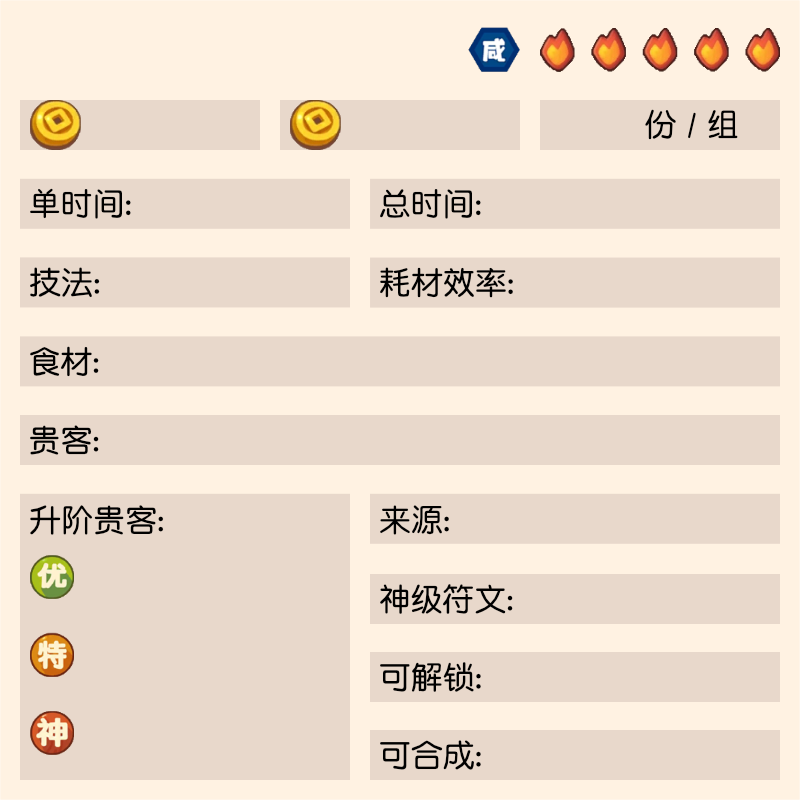 咸
份 / 组
单时间:
总时间:
技法:
耗材效率:
食材:
贵客:
升阶贵客:
优
特
神
来源:
神级符文:
可解锁:
可合成: